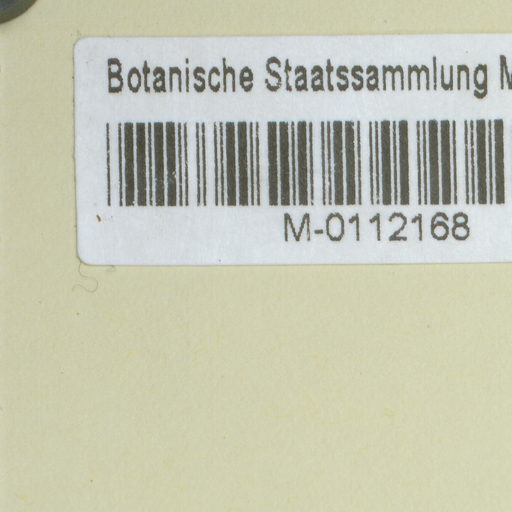 Botanische Staatssammlung
M-0112168